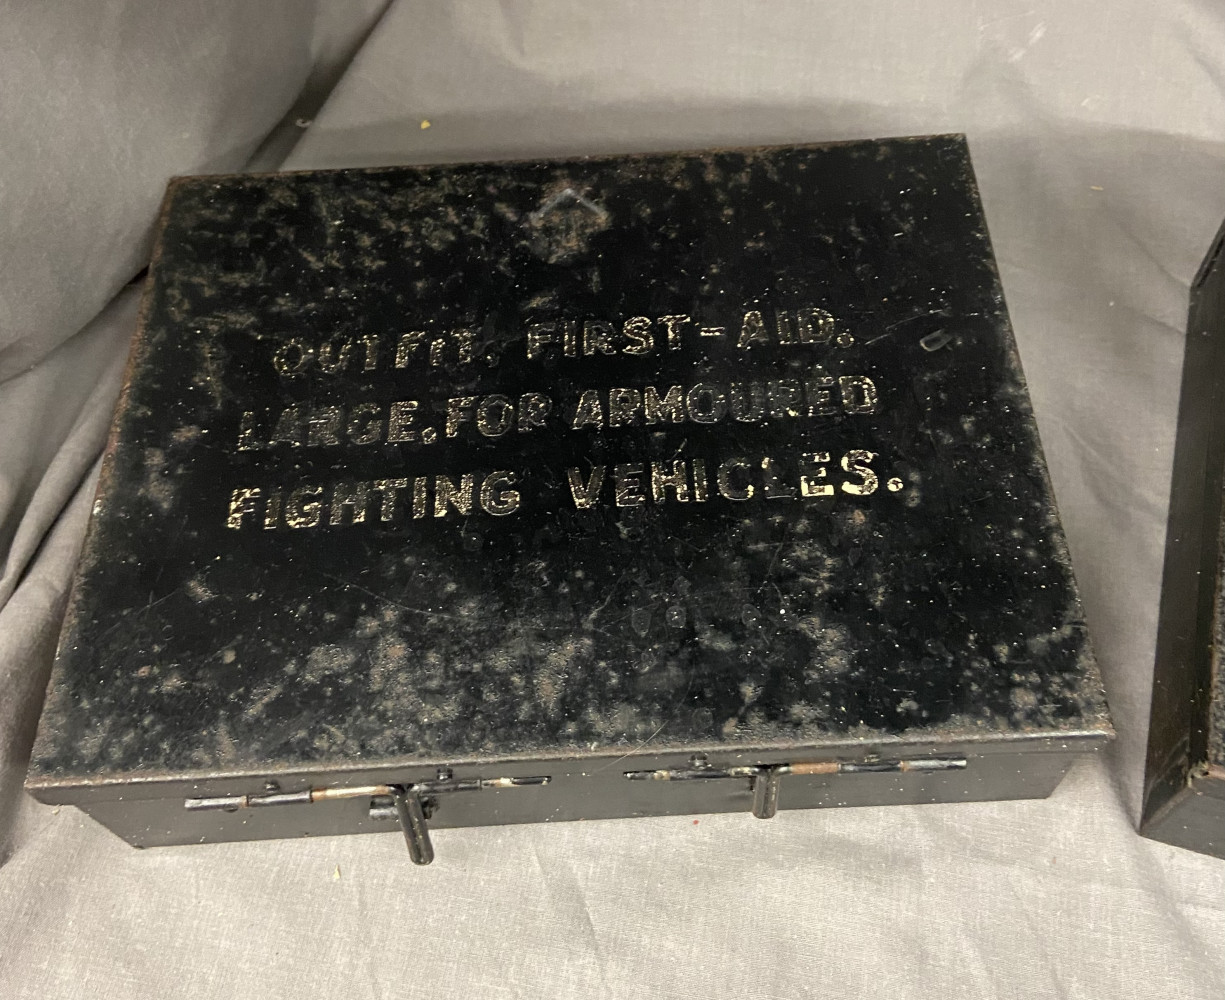 OUTFIT. FIRST-AID.
LARGE. FOR ARMOURED
FIGHTING VEHICLES.